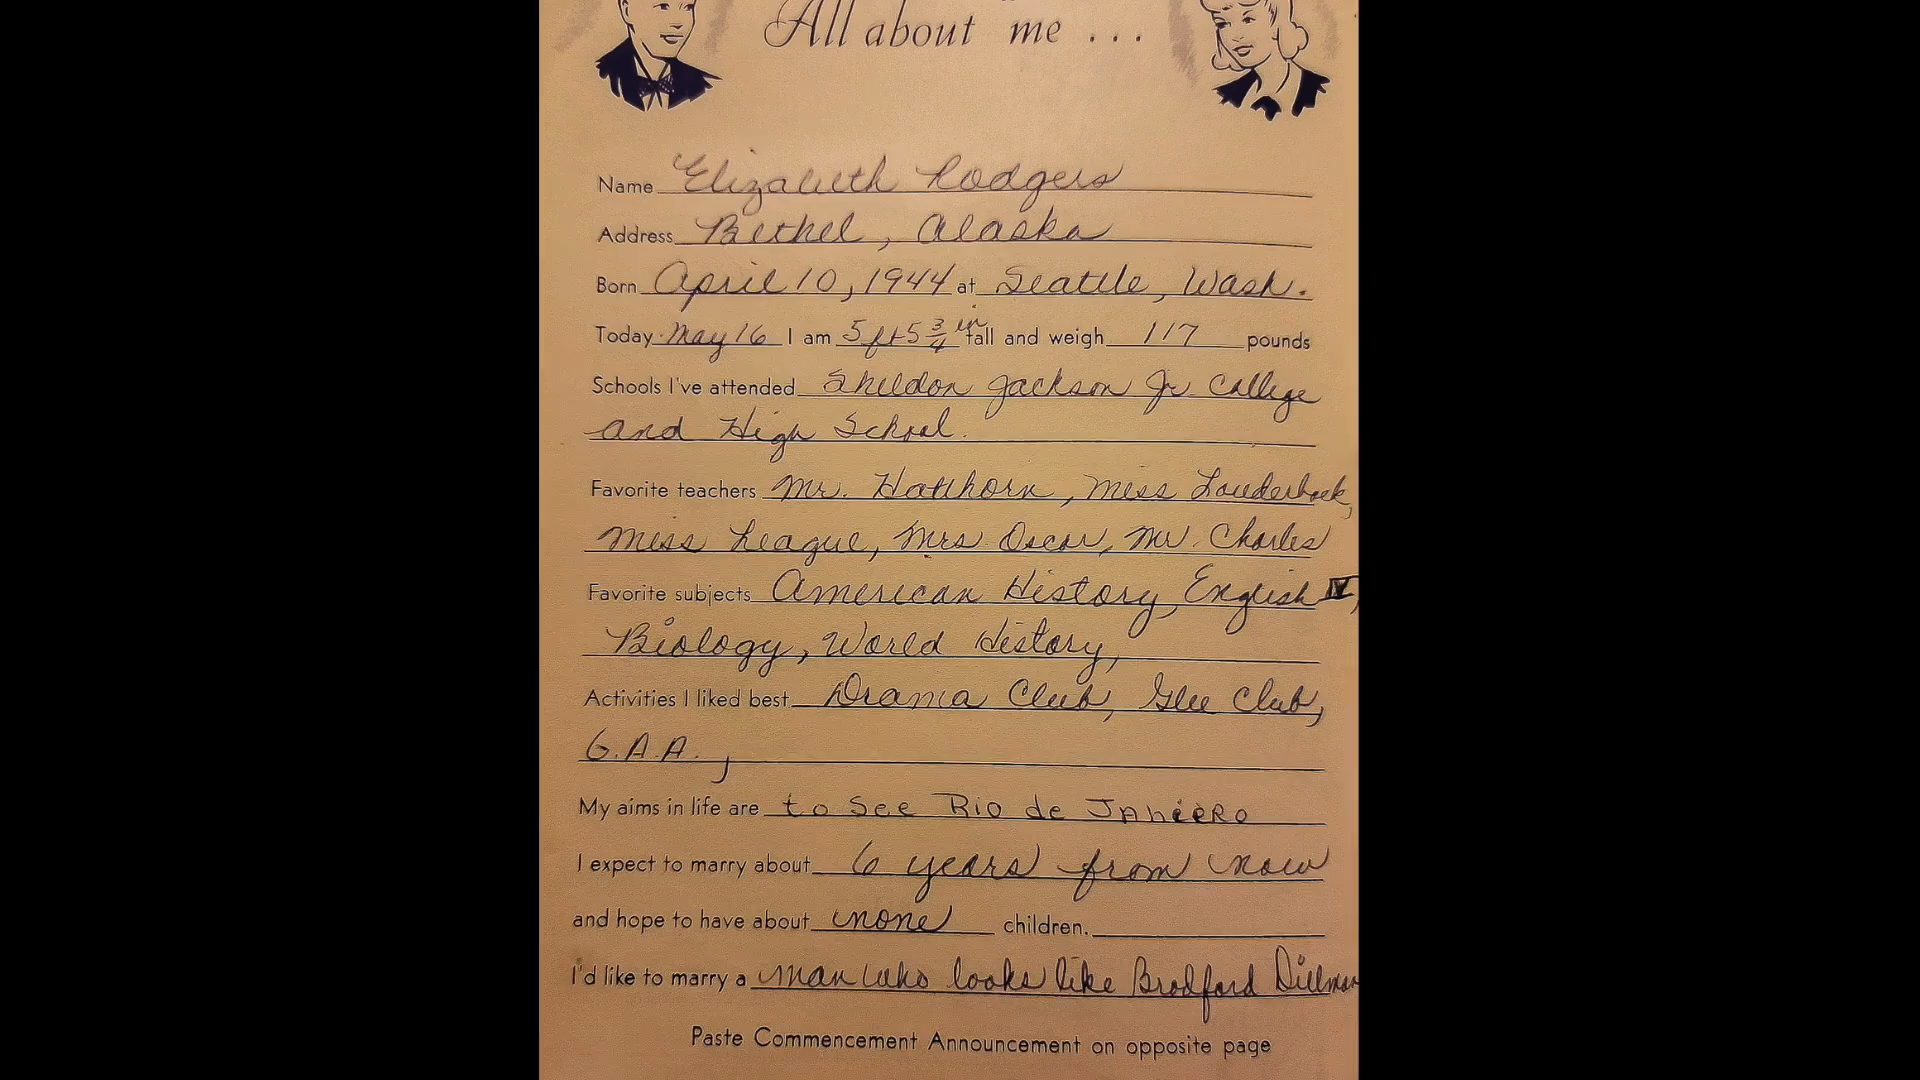 All about me ...
Name Elizabeth Rodgers
Address Bethel, Alaska
Born April 10, 1944 at Seattle, Wash.
Today May 16 I am 5 ft 5 3/4 in tall and weigh 117 pounds
Schools I've attended Sheldon Jackson Jr. College
and High School.
Favorite teachers Mr. Hawthorn, Miss Louderback,
Miss League, Mrs Oscar, Mr. Charles
Favorite subjects American History, English IV,
Biology, World History,
Activities I liked best Drama Club, Glee Club,
G.A.A.,
My aims in life are to see Rio de Janiero
I expect to marry about 6 years from now
and hope to have about none children.
I'd like to marry a man who looks like Bradford Dillman
Paste Commencement Announcement on opposite page